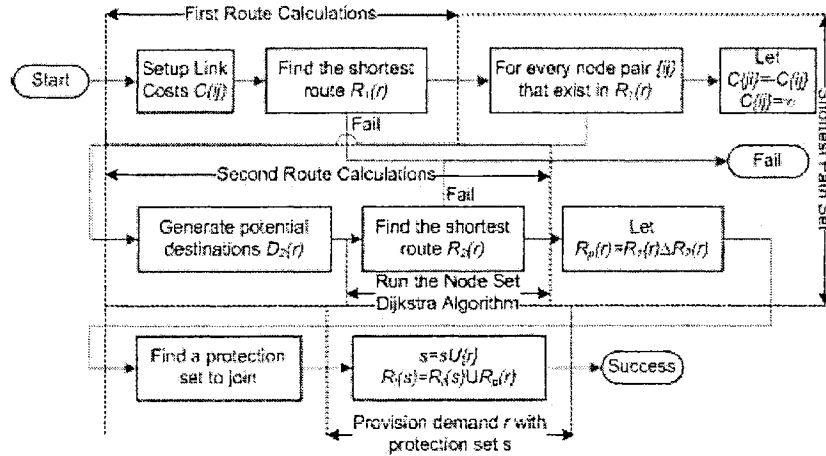 First Route Calculations
Start
Setup Link
Costs C{ij}
Find the shortest
route R₁(r)
For every node pair {ij}
that exist in R₁(r)
Let
C{ji}=-C{ij}
C{ij}=∞
Fail
Fail
Shortest Path Set
Second Route Calculations
Fail
Generate potential
destinations D₂(r)
Find the shortest
route R₂(r)
Let
Rₚ(r)=R₁(r)ΔR₂(r)
Run the Node Set
Dijkstra Algorithm
Find a protection
set to join
s=sU{r}
(s)=
(s)U
(r)
Success
Provision demand r with
protection set s